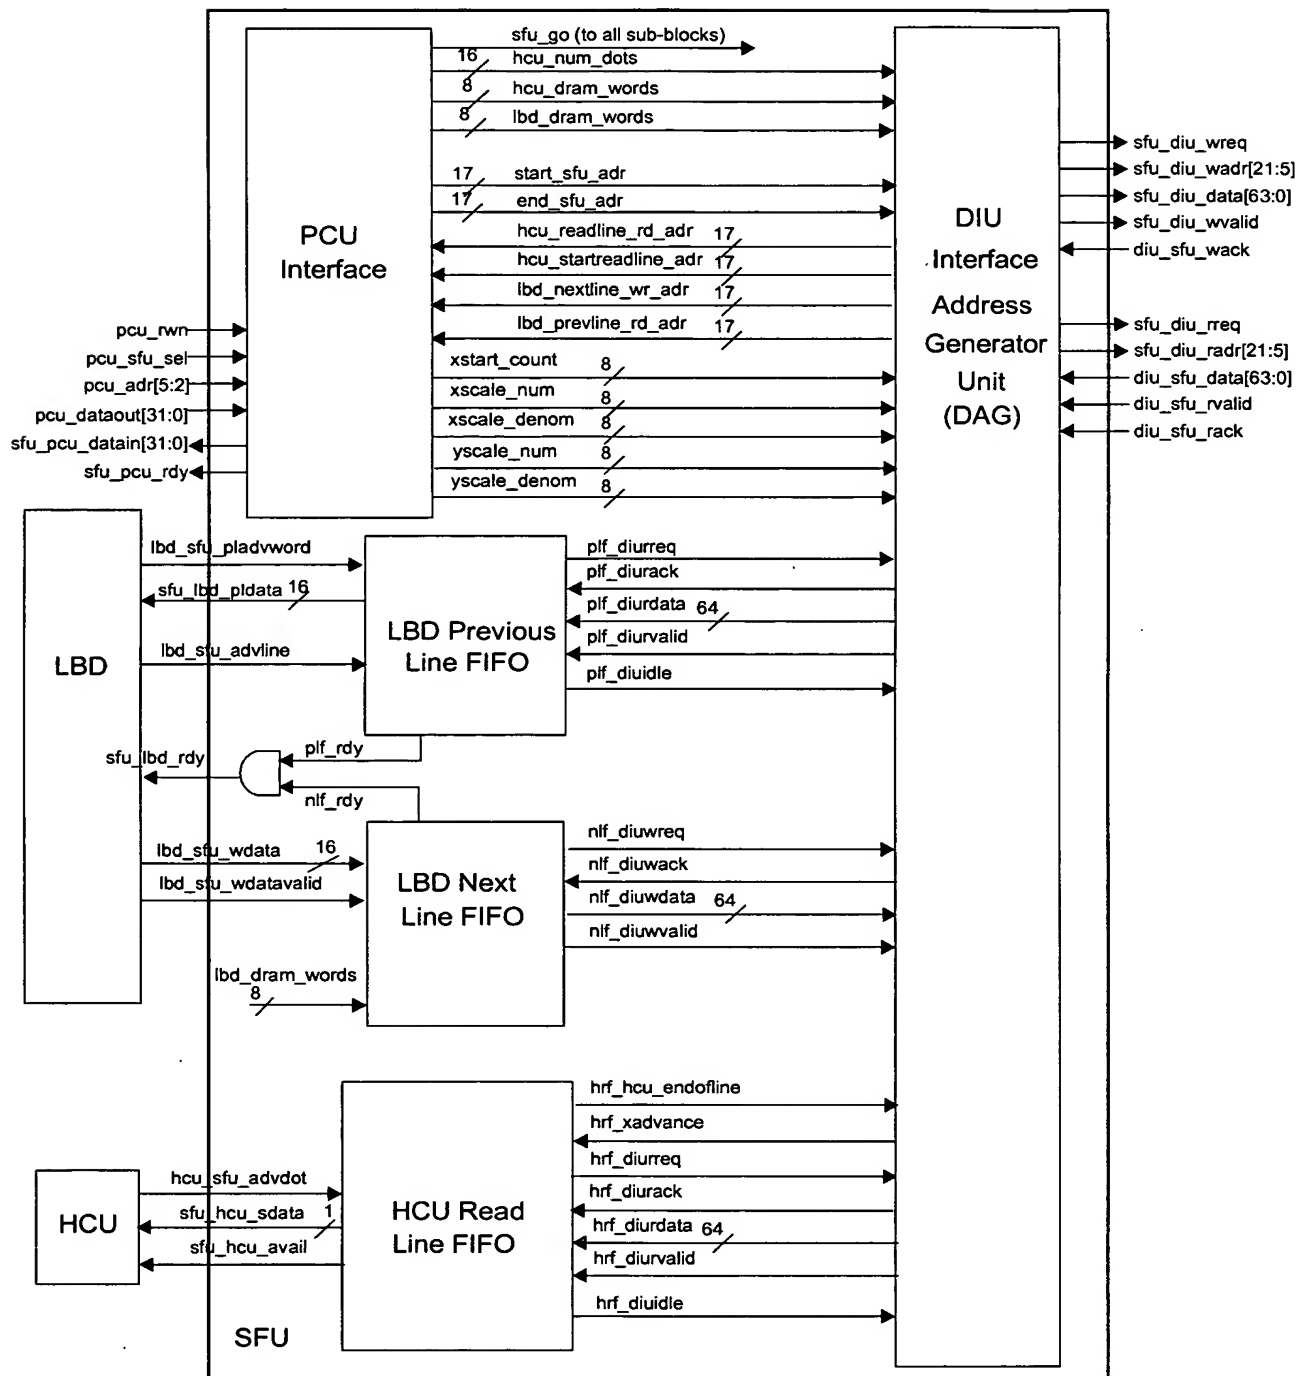 sfu_go (to all sub-blocks)
16 hcu_num_dots
8 hcu_dram_words
8 lbd_dram_words
17 start_sfu_adr
17 end_sfu_adr
hcu_readline_rd_adr 17
hcu_startreadline_adr 17
lbd_nextline_wr_adr 17
lbd_prevline_rd_adr 17
xstart_count 8
xscale_num 8
xscale_denom 8
yscale_num 8
yscale_denom 8
PCU
Interface
DIU
Interface
Address
Generator
Unit
(DAG)
sfu_diu_wreq
sfu_diu_wadr[21:5]
sfu_diu_data[63:0]
sfu_diu_wvalid
diu_sfu_wack
sfu_diu_rreq
sfu_diu_radr[21:5]
diu_sfu_data[63:0]
diu_sfu_rvalid
diu_sfu_rack
pcu_rwn
pcu_sfu_sel
pcu_adr[5:2]
pcu_dataout[31:0]
sfu_pcu_datain[31:0]
sfu_pcu_rdy
LBD
lbd_sfu_pladvword
sfu_lbd_pldata 16
lbd_sfu_advline
LBD Previous
Line FIFO
plf_diurreq
plf_diurack
plf_diurdata 64
plf_diurvalid
plf_diuidle
sfu_lbd_rdy
plf_rdy
nlf_rdy
lbd_sfu_wdata 16
lbd_sfu_wdatavalid
lbd_dram_words
8
LBD Next
Line FIFO
nlf_diuwreq
nlf_diuwack
nlf_diuwdata 64
nlf_diuwvalid
HCU
hcu_sfu_advdot
sfu_hcu_sdata 1
sfu_hcu_avail
HCU Read
Line FIFO
hrf_hcu_endofline
hrf_xadvance
hrf_diurreq
hrf_diurack
hrf_diurdata 64
hrf_diurvalid
hrf_diuidle
SFU